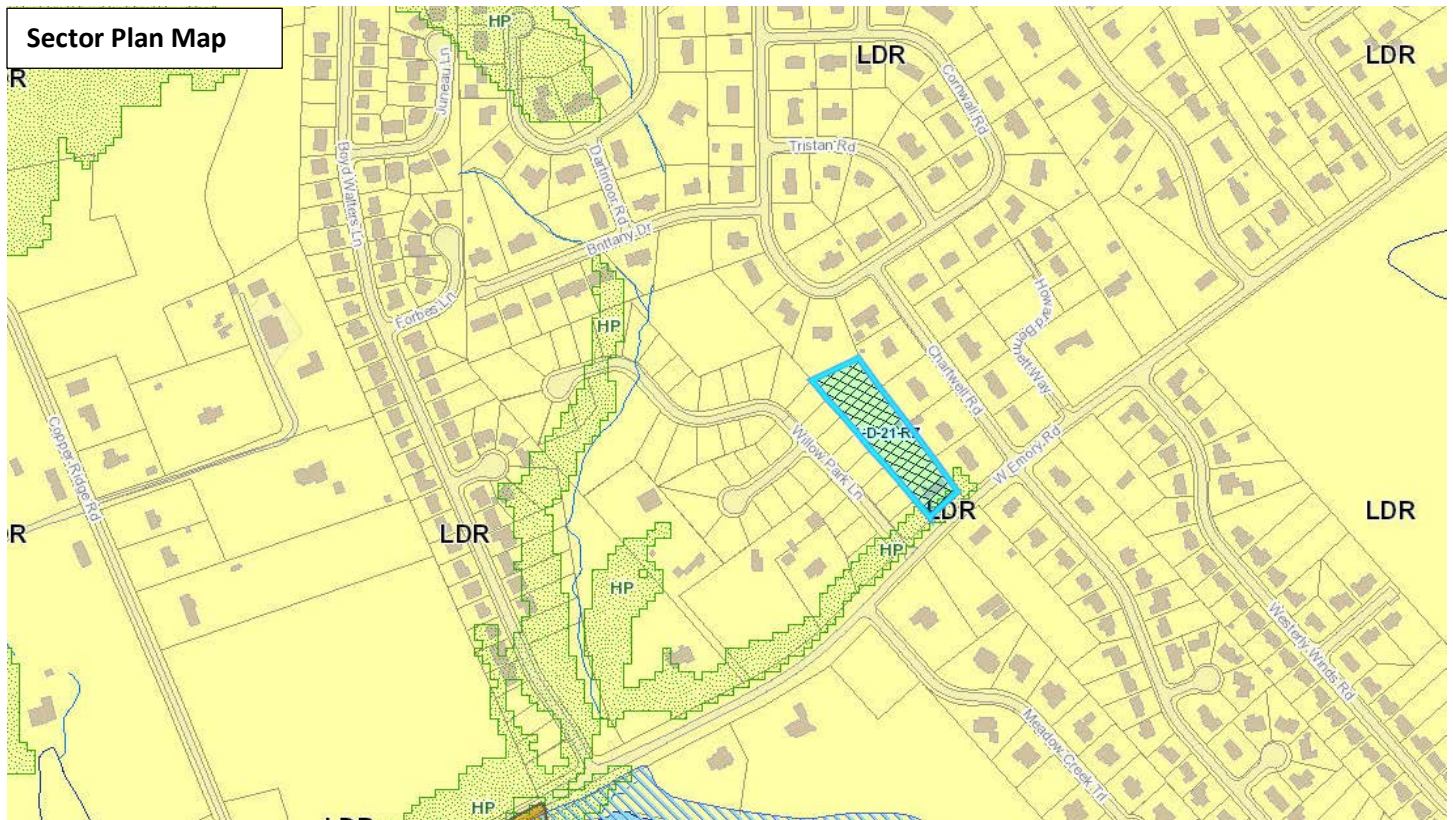 Sector Plan Map
HP
LDR
LDR
R
Juneau Ln
Cornwall Rd
Boyd Walters Ln
Dartmoor Rd
Tristan Rd
Brittany Dr
Forbes Ln
HP
Howard Bennett Way
Chartwell Rd
Copper Ridge Rd
Willow Park Ln
-D-21-R
W Emory Rd
LDR
LDR
LDR
R
HP
HP
Westerly Winds Rd
Meadow Creek Trl
HP
LDR